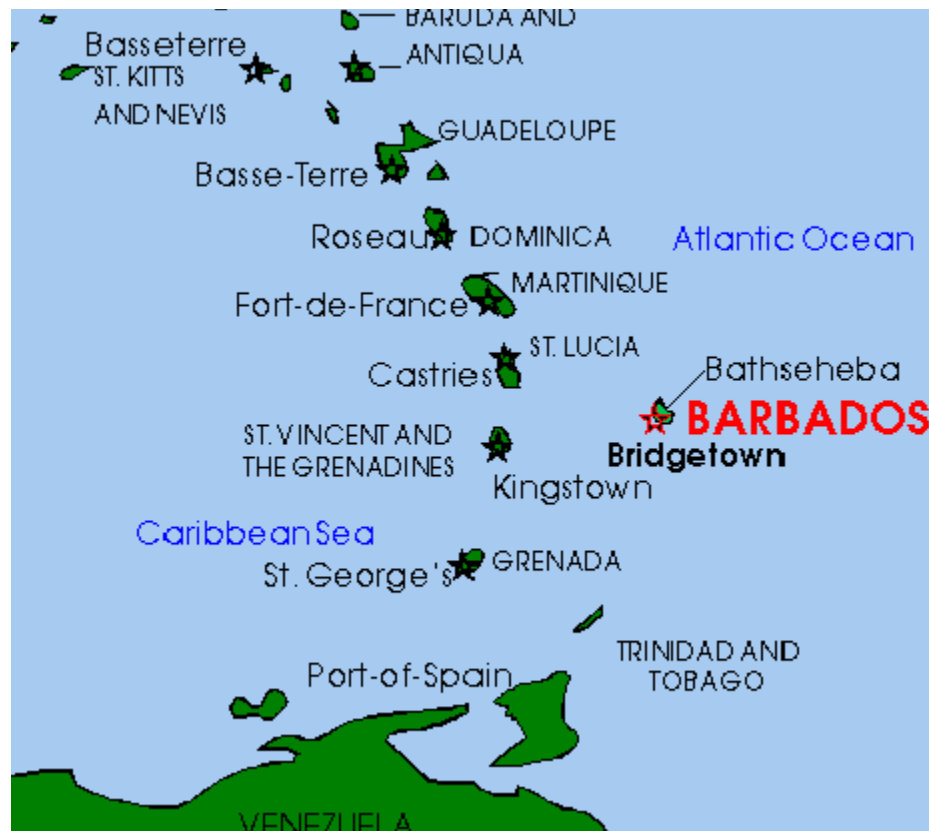 BARUDA AND
ANTIQUA
Basseterre
ST. KITTS
AND NEVIS
GUADELOUPE
Basse-Terre
Roseau
DOMINICA
Atlantic Ocean
MARTINIQUE
Fort-de-France
ST. LUCIA
Castries
Bathseheba
BARBADOS
Bridgetown
ST. VINCENT AND
THE GRENADINES
Kingstown
Caribbean Sea
St. George's
GRENADA
TRINIDAD AND
TOBAGO
Port-of-Spain
VENEZUELA